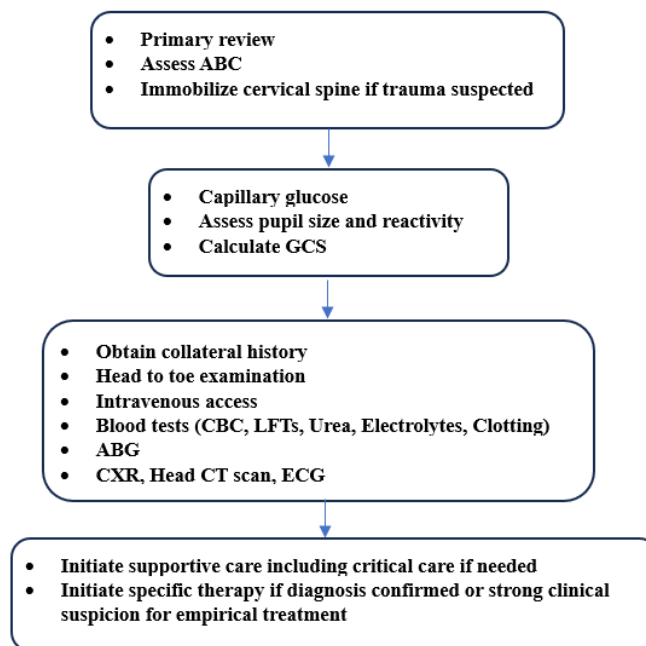 • Primary review
• Assess ABC
• Immobilize cervical spine if trauma suspected
• Capillary glucose
• Assess pupil size and reactivity
• Calculate GCS
• Obtain collateral history
• Head to toe examination
• Intravenous access
• Blood tests (CBC, LFTs, Urea, Electrolytes, Clotting)
• ABG
• CXR, Head CT scan, ECG
• Initiate supportive care including critical care if needed
• Initiate specific therapy if diagnosis confirmed or strong clinical
suspicion for empirical treatment